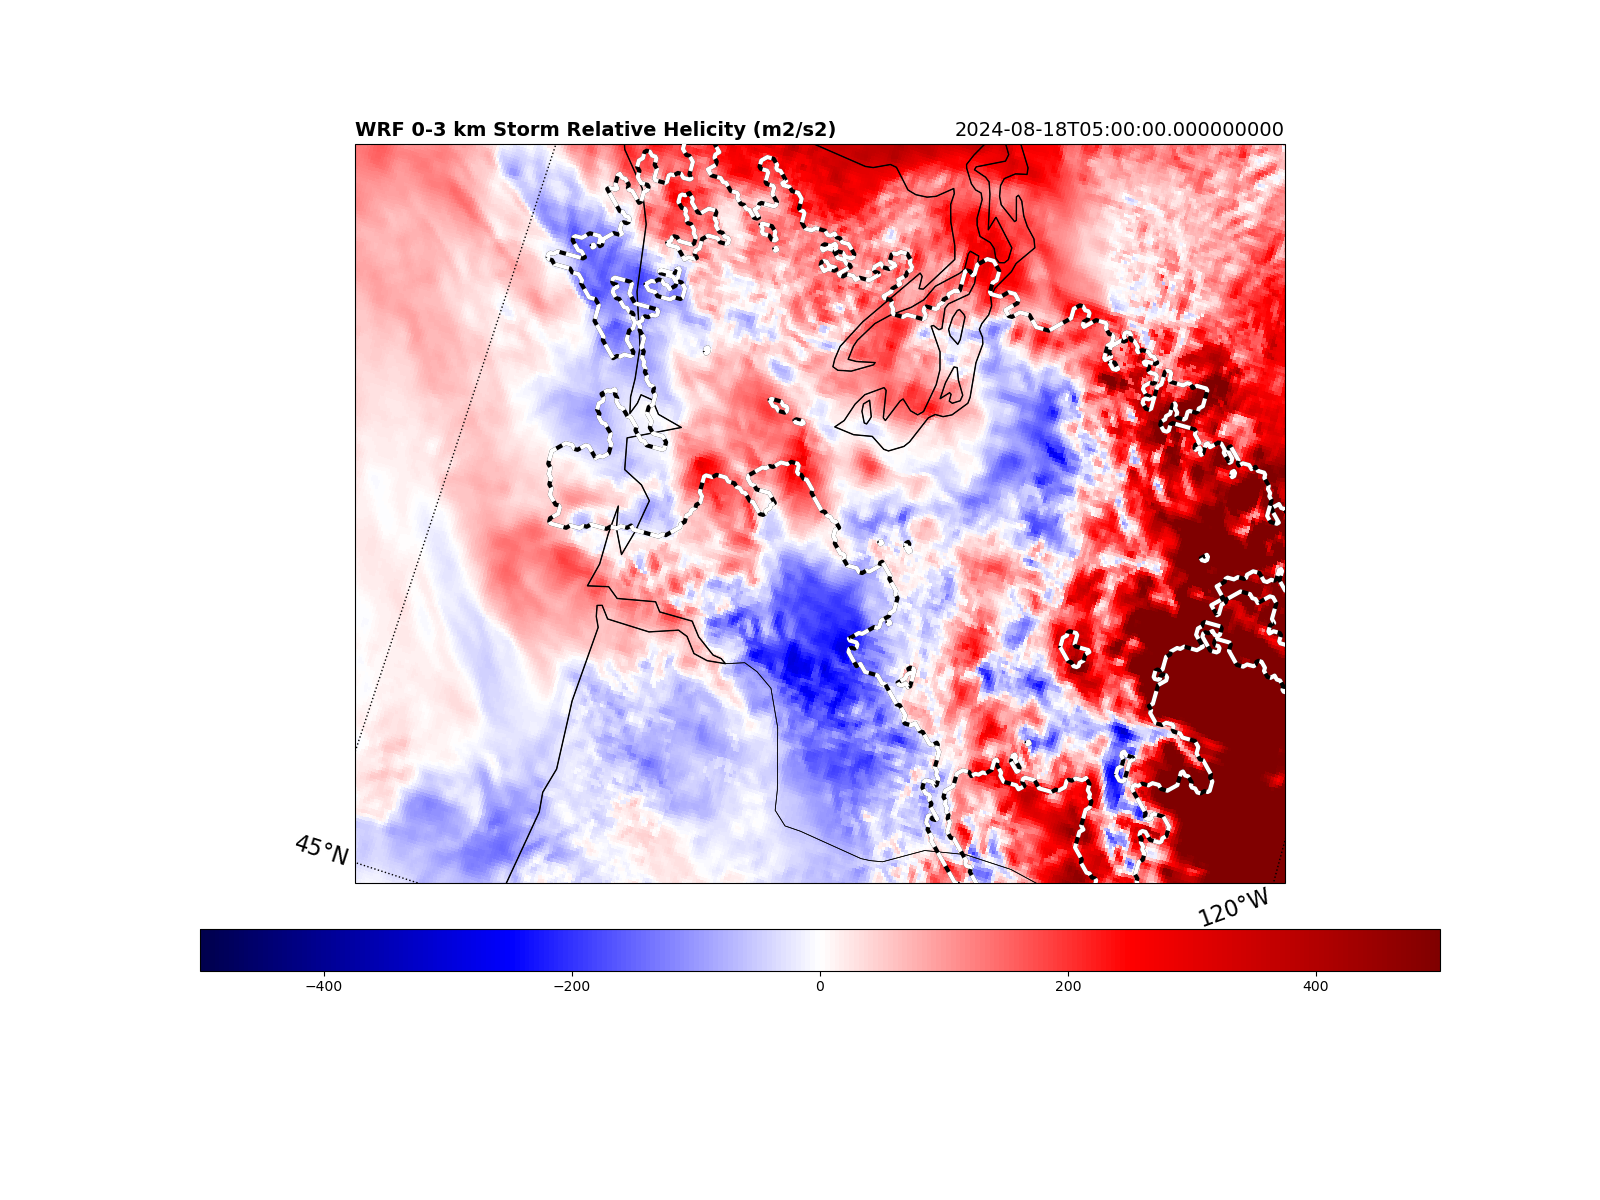 WRF 0-3 km Storm Relative Helicity (m2/s2) 2024-08-18T05:00:00.000000000
45°N
120°W
−400 −200 0 200 400